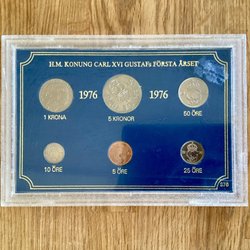 H.M. KONUNG CARL XVI GUSTAFs FÖRSTA ÅRSET
1976 1976
1 KRONA 5 KRONOR 50 ÖRE
10 ÖRE 5 ÖRE 25 ÖRE